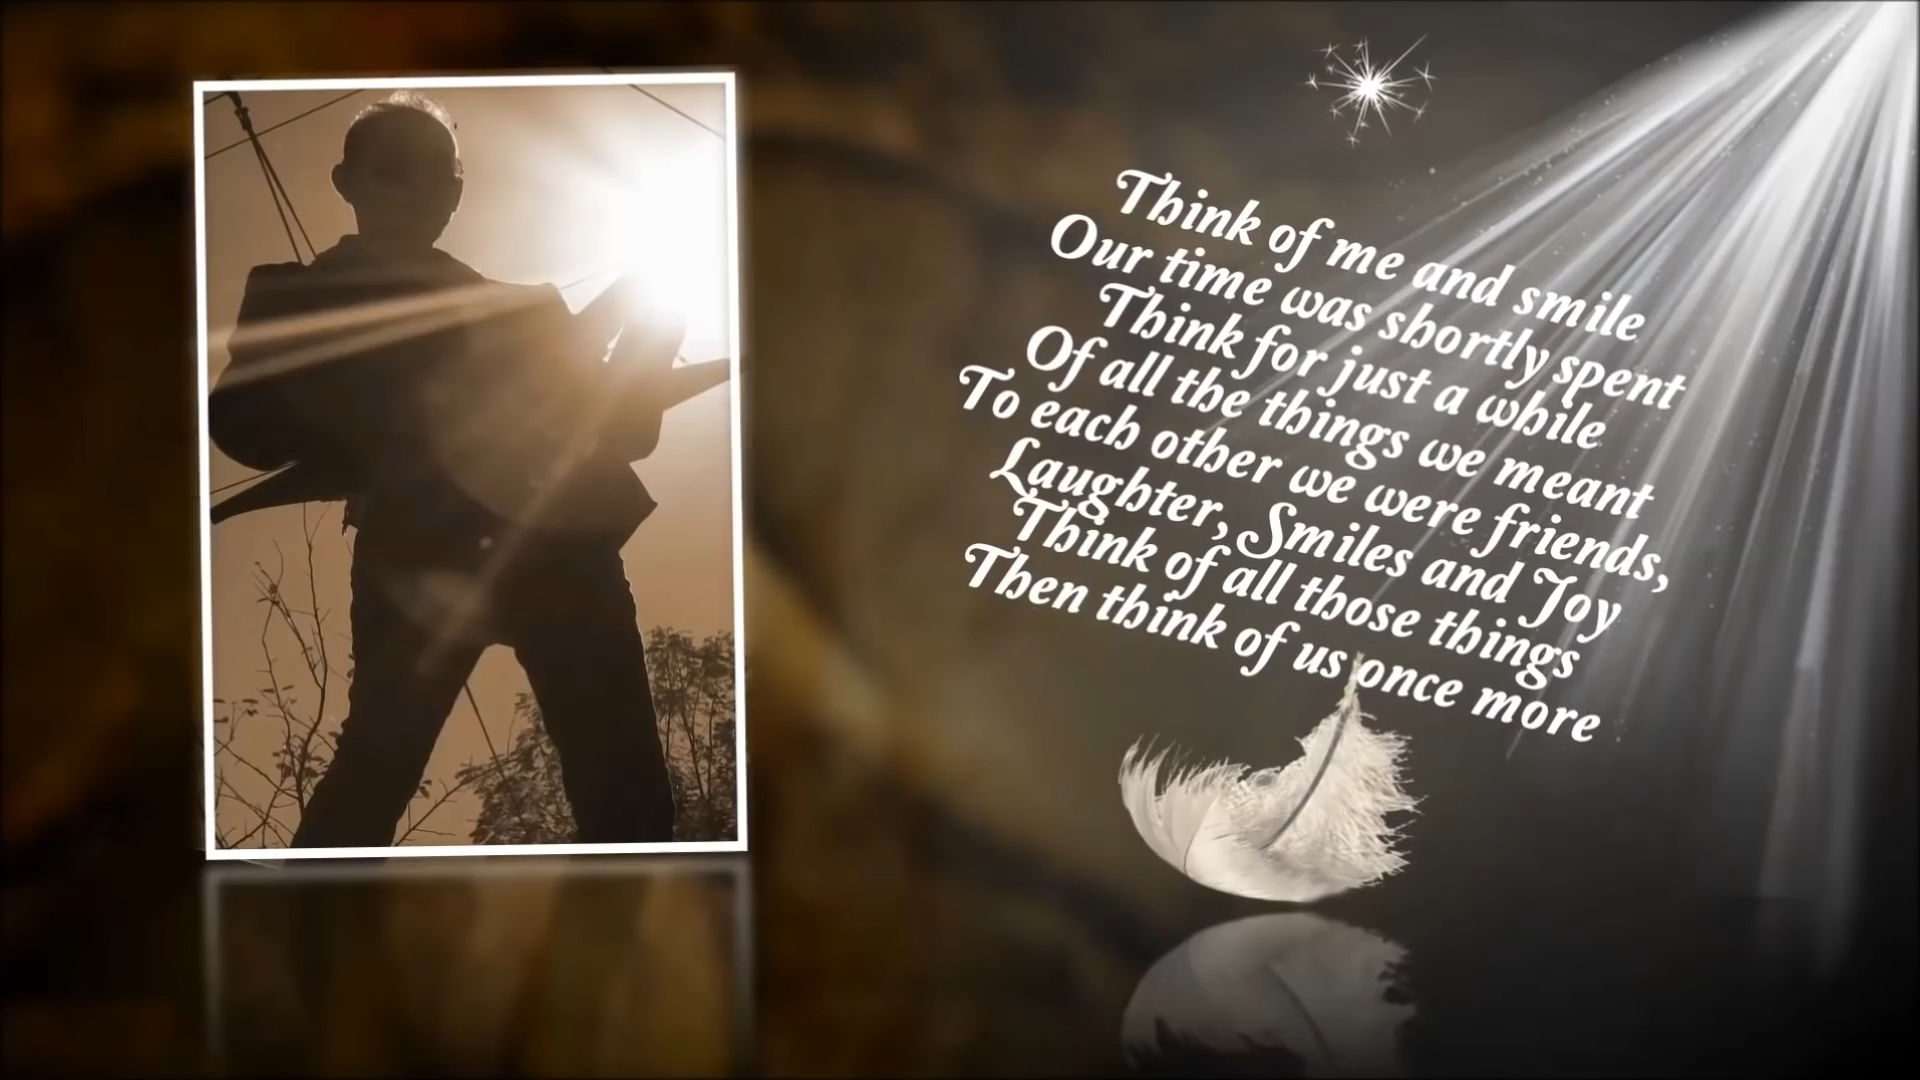 Think of me and smile
Our time was shortly spent
Think for just a while
Of all the things we meant
To each other we were friends,
Laughter, Smiles and Joy
Think of all those things
Then think of us once more